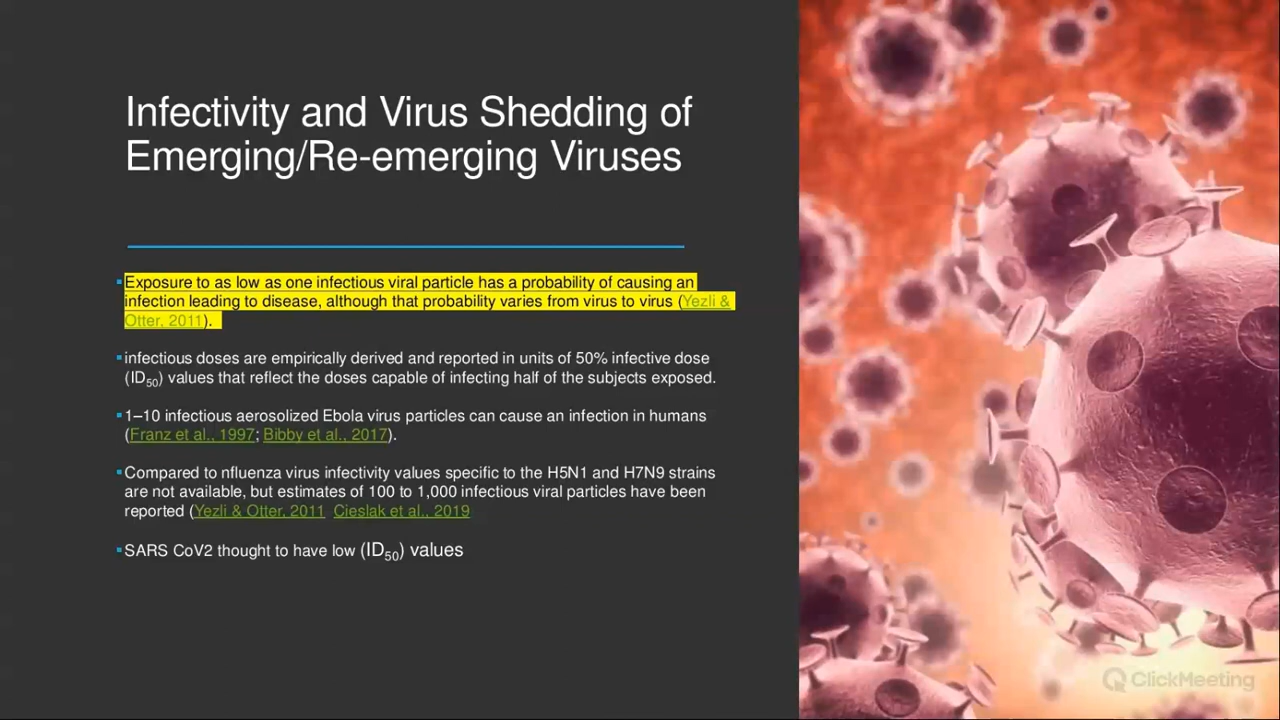 Infectivity and Virus Shedding of
Emerging/Re-emerging Viruses
Exposure to as low as one infectious viral particle has a probability of causing an
infection leading to disease, although that probability varies from virus to virus (Yezli &
Otter, 2011).
infectious doses are empirically derived and reported in units of 50% infective dose
(ID50) values that reflect the doses capable of infecting half of the subjects exposed.
1–10 infectious aerosolized Ebola virus particles can cause an infection in humans
(Franz et al., 1997; Bibby et al., 2017).
Compared to nfluenza virus infectivity values specific to the H5N1 and H7N9 strains
are not available, but estimates of 100 to 1,000 infectious viral particles have been
reported (Yezli & Otter, 2011 Cieslak et al., 2019
SARS CoV2 thought to have low (ID50) values
ClickMeeting